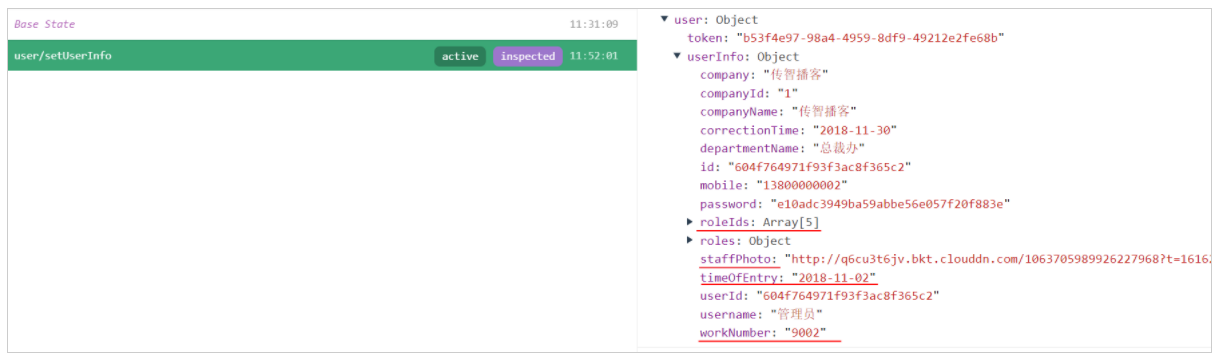 Base State 11:31:09
user/setUserInfo active inspected 11:52:01
▼ user: Object
token: "b53f4e97-98a4-4959-8df9-49212e2fe68b"
▼ userInfo: Object
company: "传智播客"
companyId: "1"
companyName: "传智播客"
correctionTime: "2018-11-30"
departmentName: "总裁办"
id: "604f764971f93f3ac8f365c2"
mobile: "13800000002"
password: "e10adc3949ba59abbe56e057f20f883e"
▶ roleIds: Array[5]
▶ roles: Object
staffPhoto: "http://q6cu3t6jv.bkt.clouddn.com/1063705989926227968?t=16162
timeOfEntry: "2018-11-02"
userId: "604f764971f93f3ac8f365c2"
username: "管理员"
workNumber: "9002"